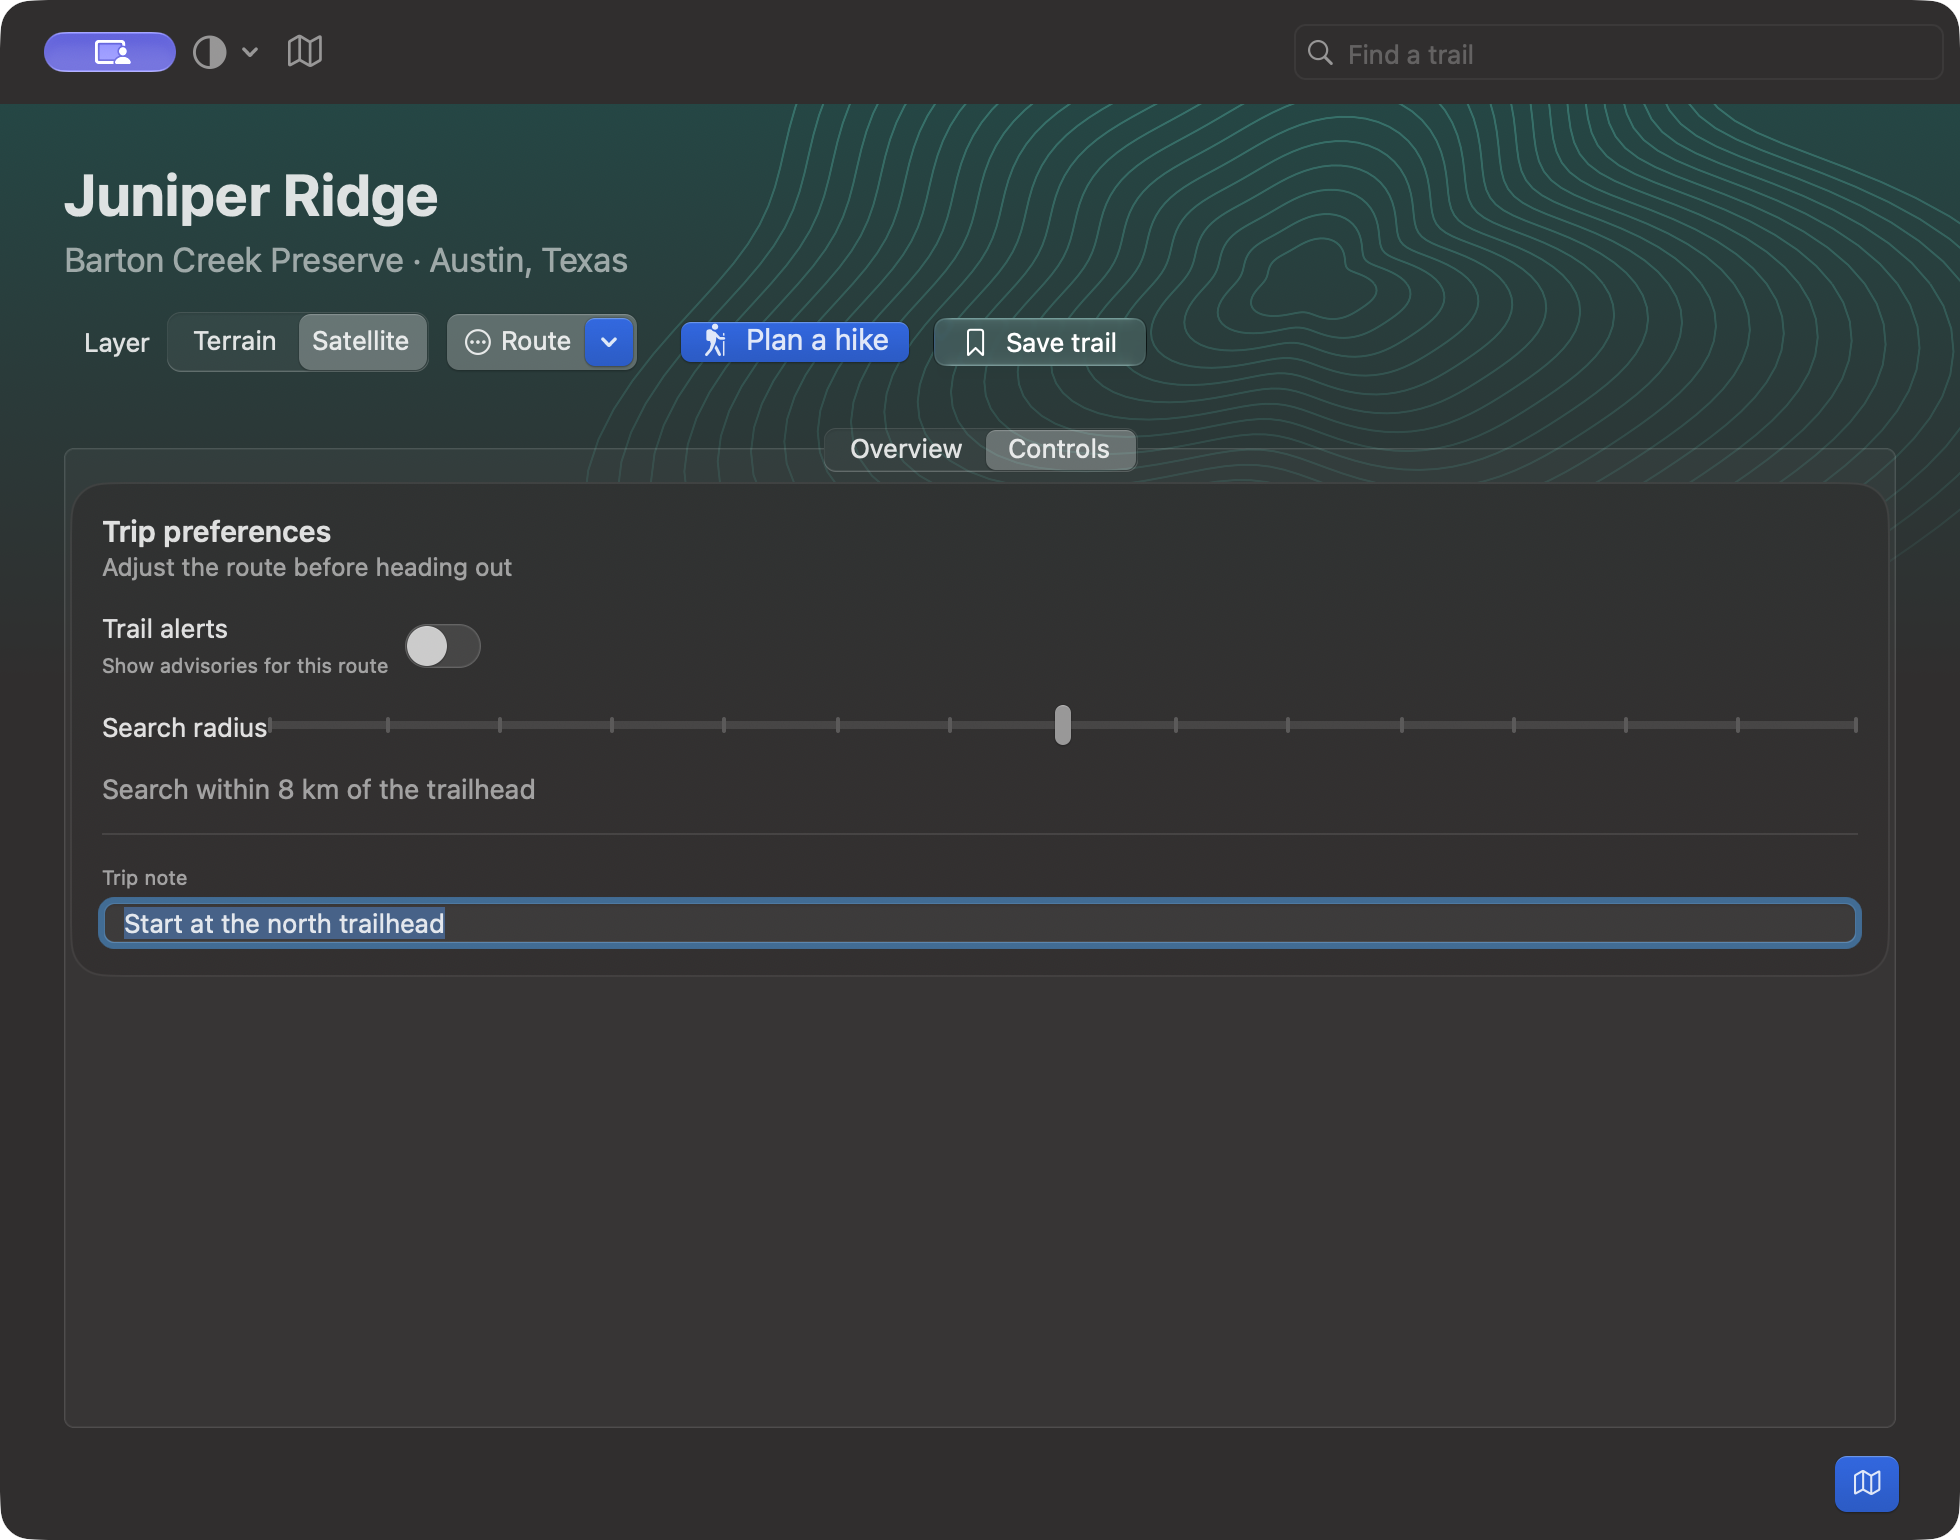 Find a trail
Juniper Ridge
Barton Creek Preserve · Austin, Texas
Layer
Terrain
Satellite
Route
Plan a hike
Save trail
Overview
Controls
Trip preferences
Adjust the route before heading out
Trail alerts
Show advisories for this route
Search radius
Search within 8 km of the trailhead
Trip note
Start at the north trailhead